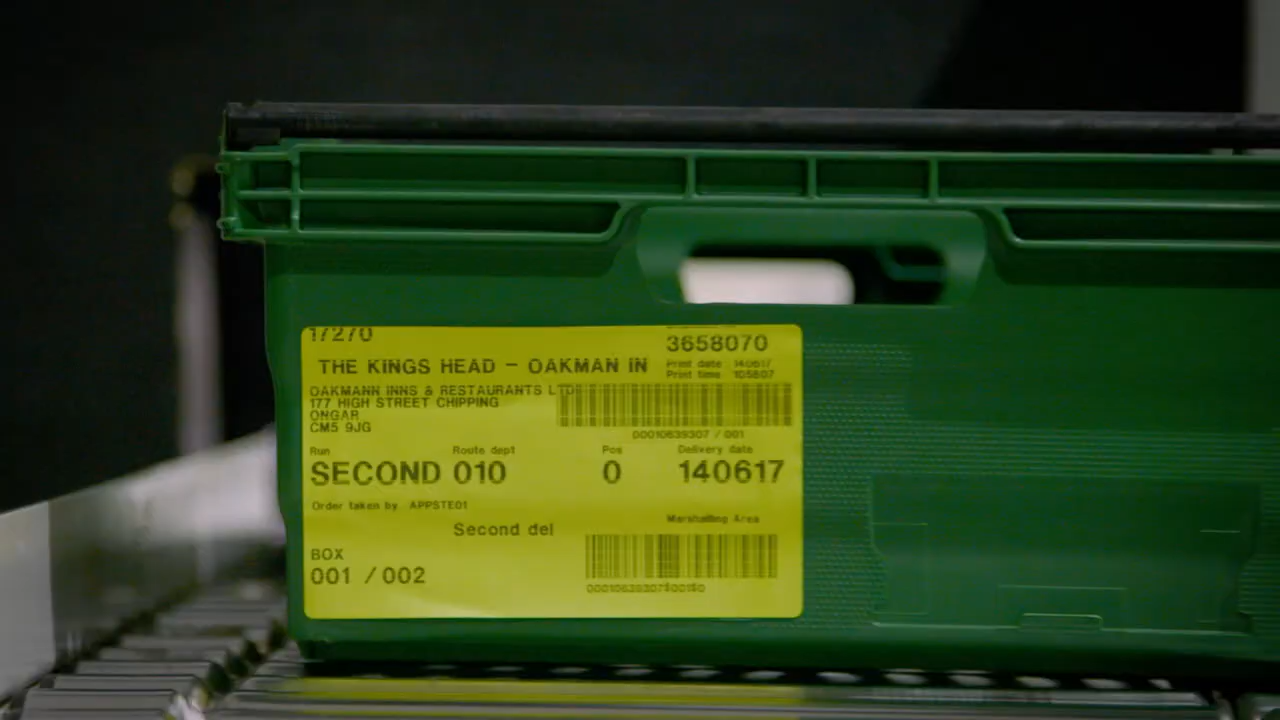 17270
3658070
THE KINGS HEAD - OAKMAN IN
Print date 140617
Print time 105807
OAKMANN INNS & RESTAURANTS LTD
177 HIGH STREET CHIPPING
ONGAR
CM5 9JG
00010639307 / 001
Run Route dept Pos Delivery date
SECOND 010 0 140617
Order taken by APPSTE01
Marshalling Area
Second del
BOX
001 / 002